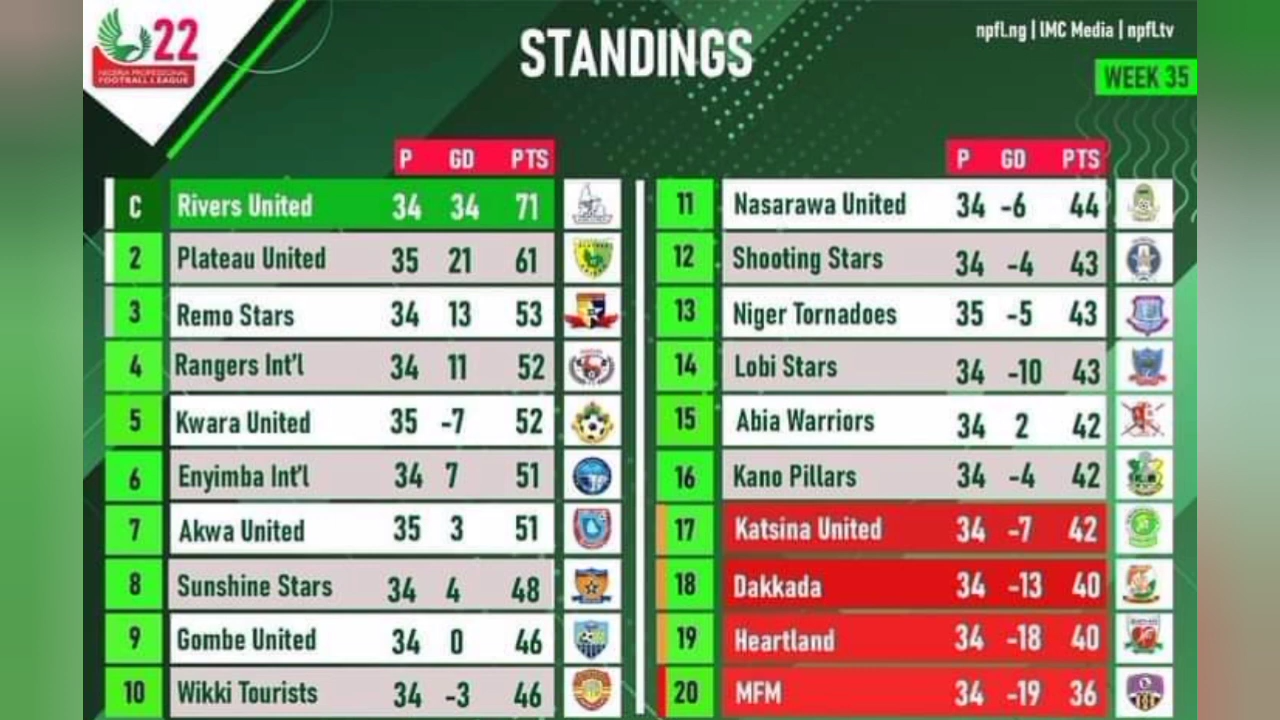 22
NIGERIA PROFESSIONAL
FOOTBALL LEAGUE
STANDINGS
npfl.ng | LMC Media | npfl.tv
WEEK 35
P GD PTS
C Rivers United 34 34 71
2 Plateau United 35 21 61
3 Remo Stars 34 13 53
4 Rangers Int'l 34 11 52
5 Kwara United 35 -7 52
6 Enyimba Int'l 34 7 51
7 Akwa United 35 3 51
8 Sunshine Stars 34 4 48
9 Gombe United 34 0 46
10 Wikki Tourists 34 -3 46
P GD PTS
11 Nasarawa United 34 -6 44
12 Shooting Stars 34 -4 43
13 Niger Tornadoes 35 -5 43
14 Lobi Stars 34 -10 43
15 Abia Warriors 34 2 42
16 Kano Pillars 34 -4 42
17 Katsina United 34 -7 42
18 Dakkada 34 -13 40
19 Heartland 34 -18 40
20 MFM 34 -19 36